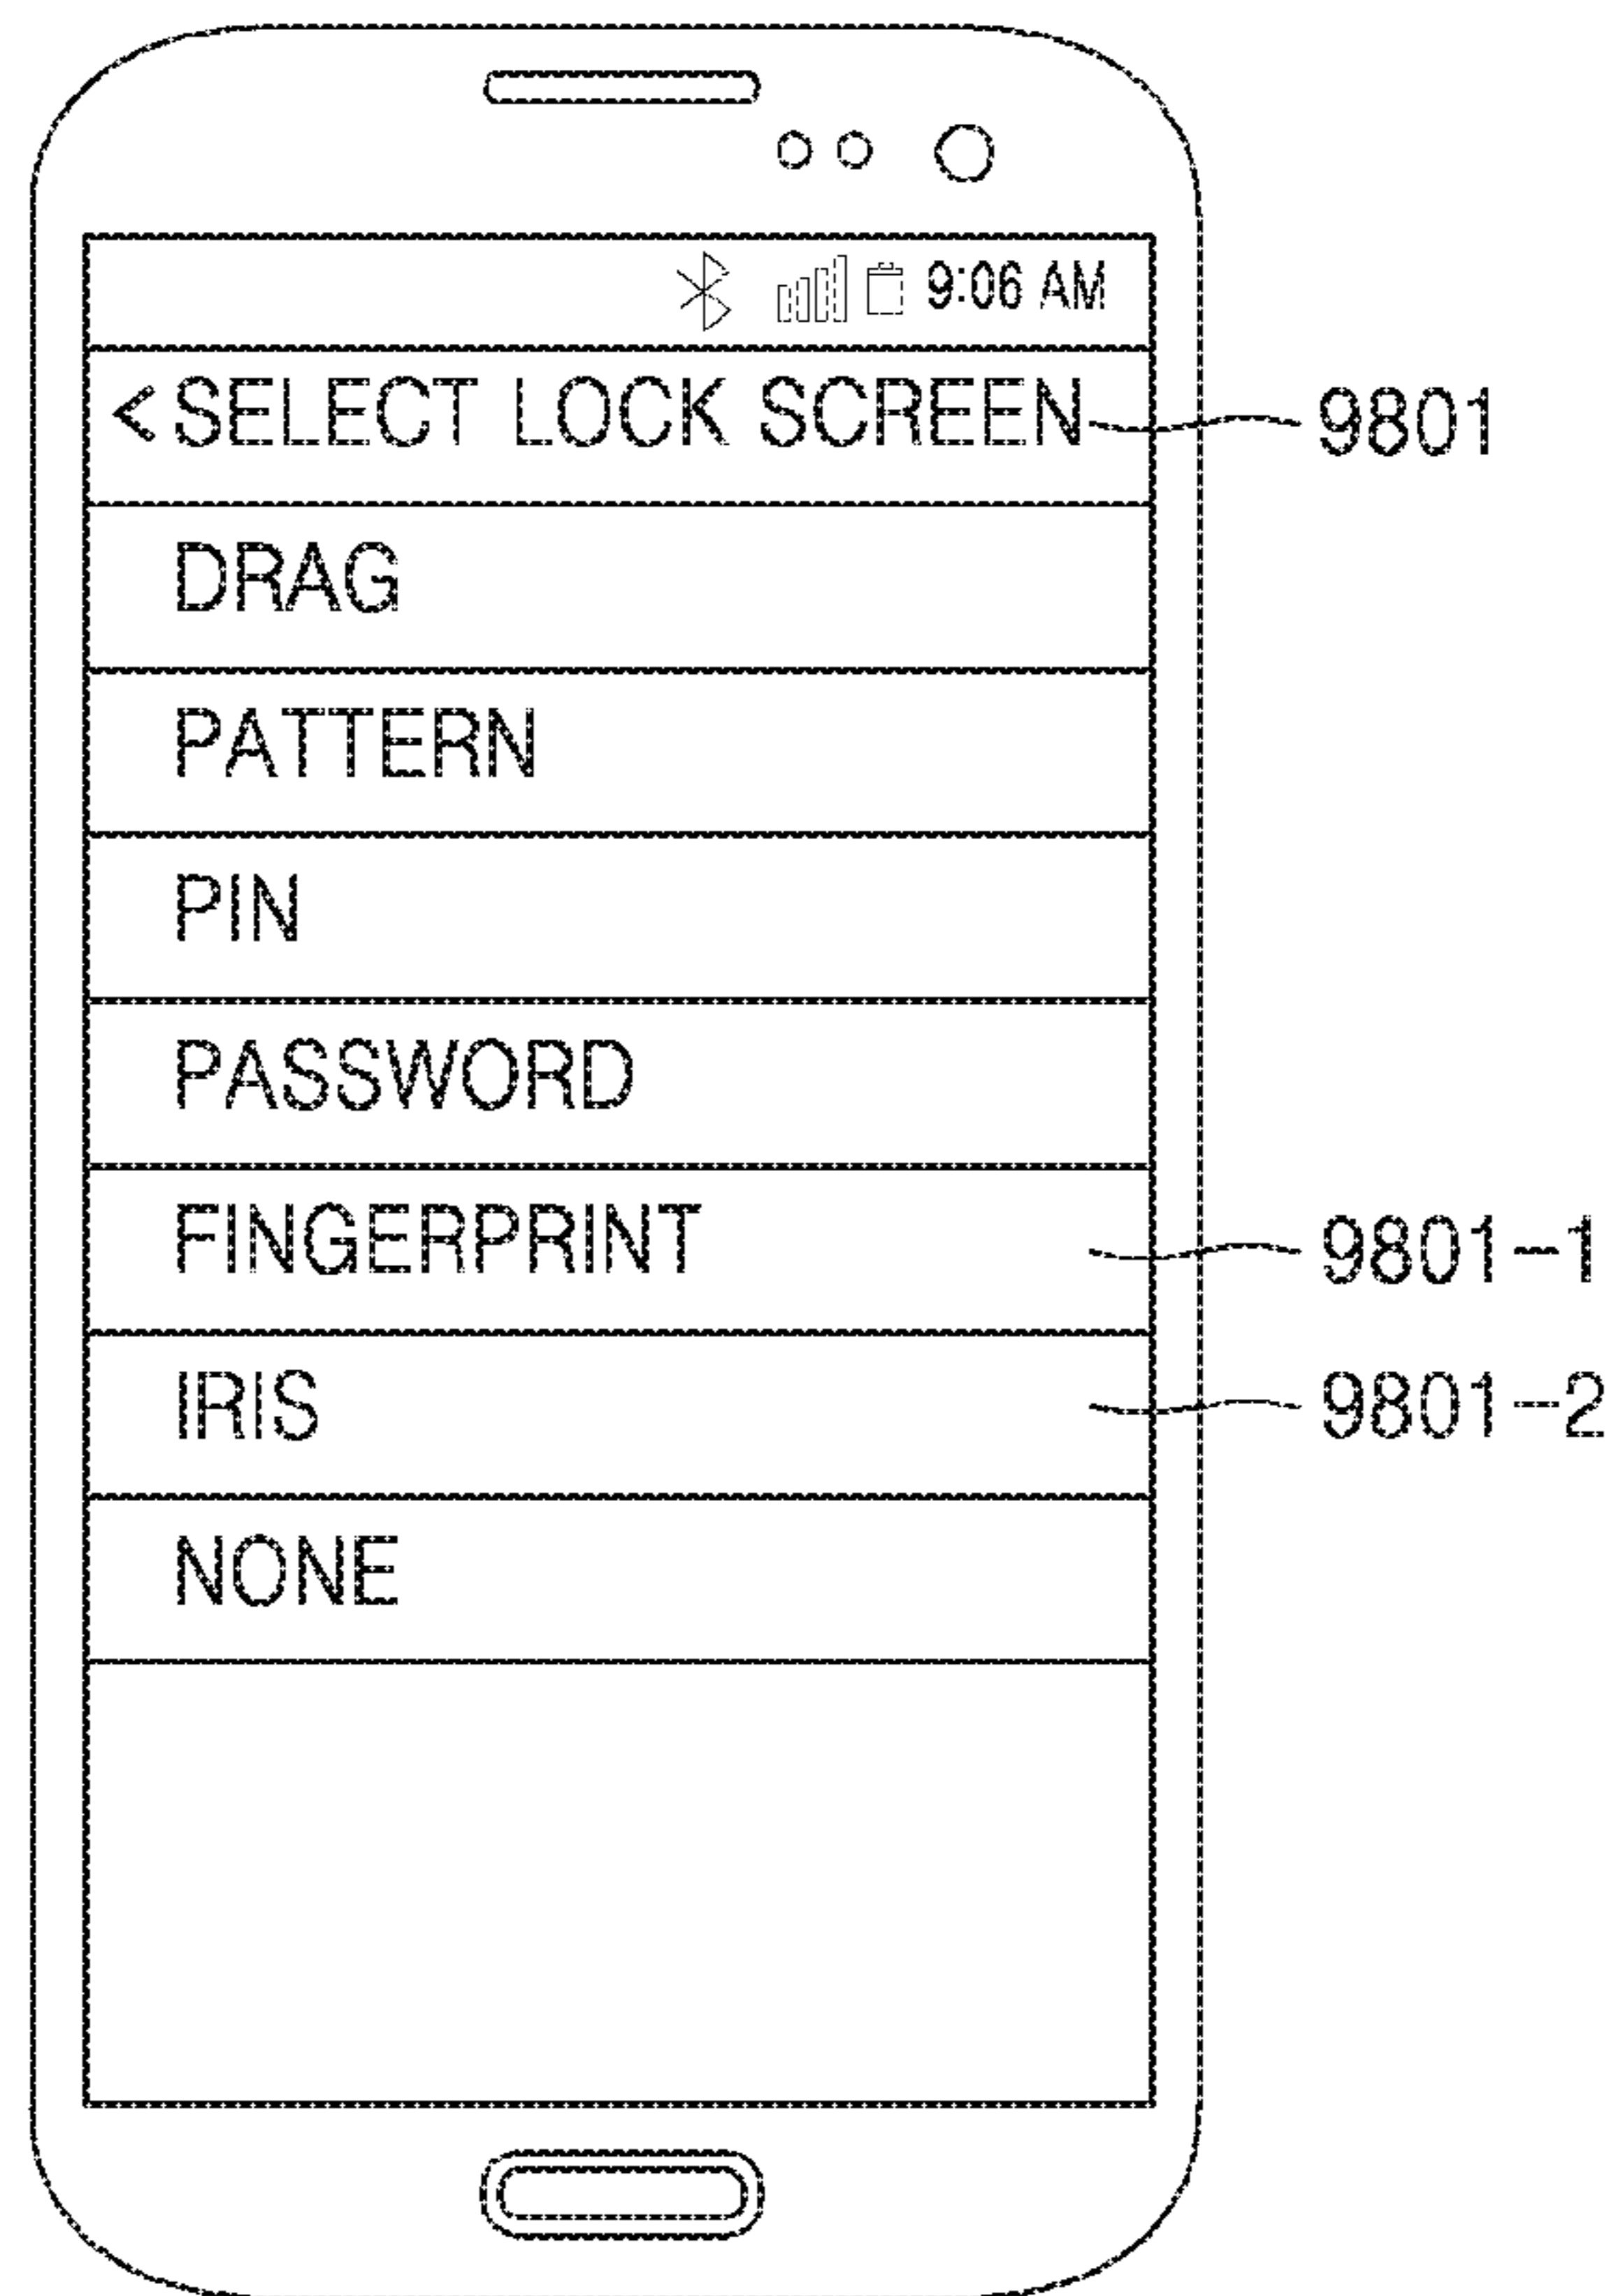 9:06 AM
< SELECT LOCK SCREEN 9801
DRAG
PATTERN
PIN
PASSWORD
FINGERPRINT 9801-1
IRIS 9801-2
NONE